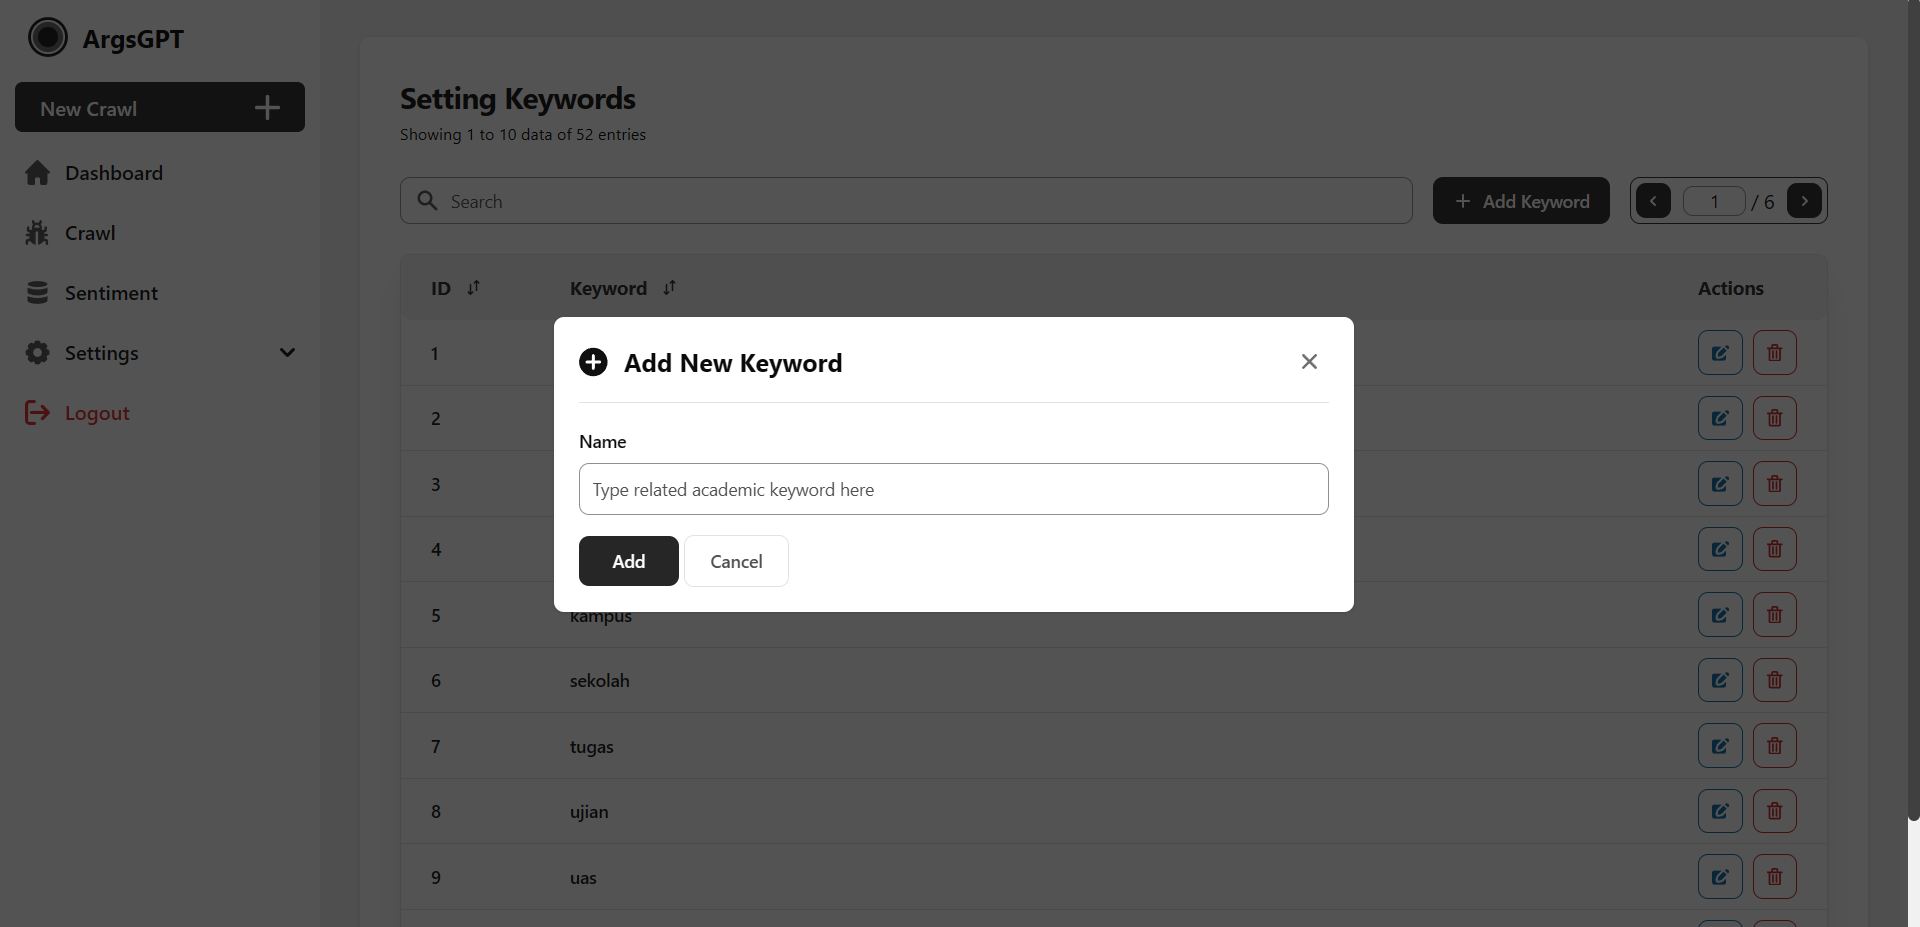 ArgsGPT
New Crawl
Dashboard
Crawl
Sentiment
Settings
Logout
Setting Keywords
Showing 1 to 10 data of 52 entries
Search
Add Keyword
1 / 6
ID Keyword Actions
1
2
3
4
Add New Keyword
Name
Type related academic keyword here
Add Cancel
5 kampus
6 sekolah
7 tugas
8 ujian
9 uas